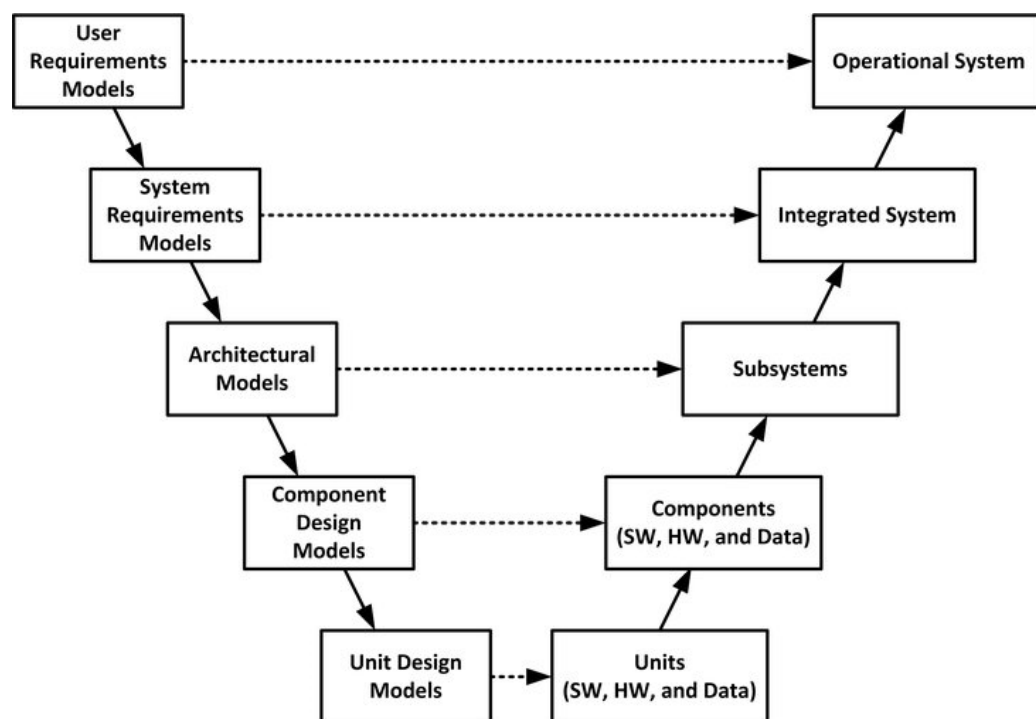 User
Requirements
Models
Operational System
System
Requirements
Models
Integrated System
Architectural
Models
Subsystems
Component
Design
Models
Components
(SW, HW, and Data)
Unit Design
Models
Units
(SW, HW, and Data)